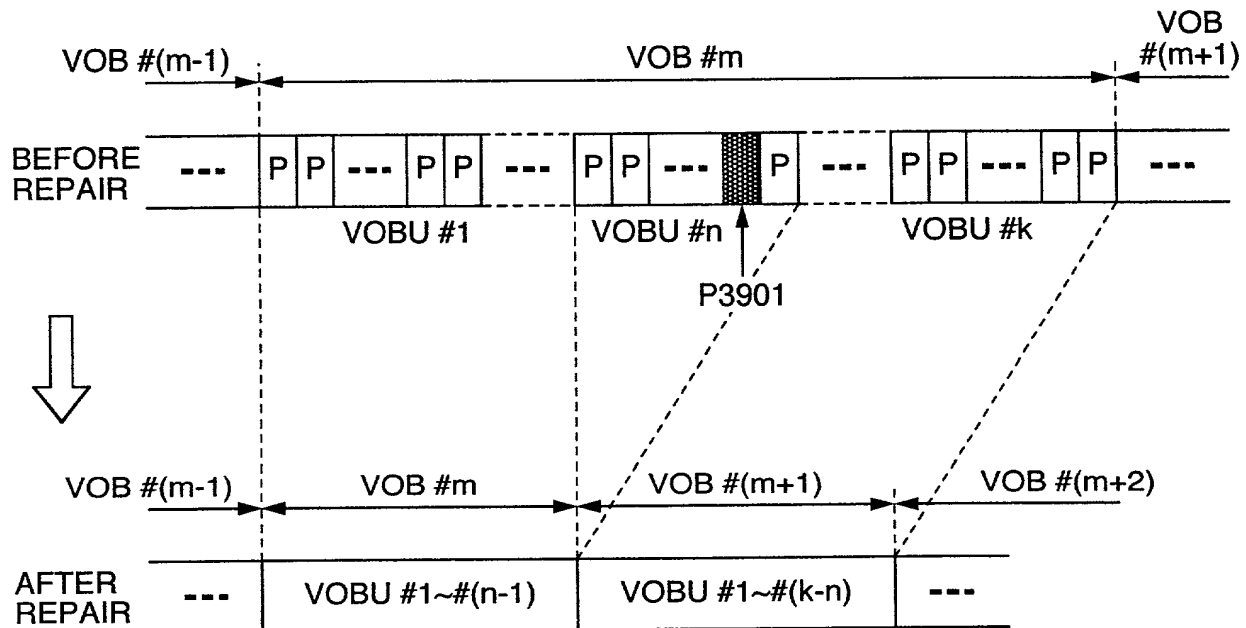 VOB #(m-1)
VOB #m
VOB
#(m+1)
BEFORE
REPAIR
--- P P --- P P --- P P --- P --- P P --- P P ---
VOBU #1
VOBU #n
VOBU #k
P3901
VOB #(m-1)
VOB #m
VOB #(m+1)
VOB #(m+2)
AFTER
REPAIR
--- VOBU #1~#(n-1) VOBU #1~#(k-n) ---